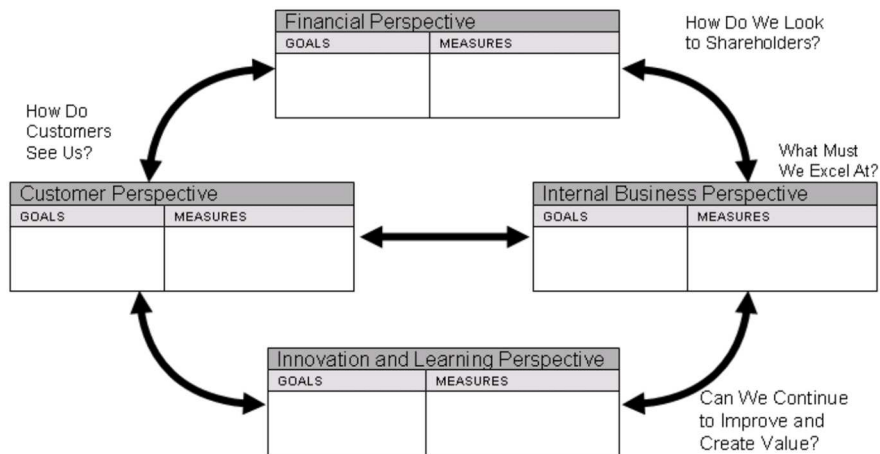 Financial Perspective
GOALS MEASURES
How Do We Look
to Shareholders?
How Do
Customers
See Us?
What Must
We Excel At?
Customer Perspective
GOALS MEASURES
Internal Business Perspective
GOALS MEASURES
Innovation and Learning Perspective
GOALS MEASURES
Can We Continue
to Improve and
Create Value?